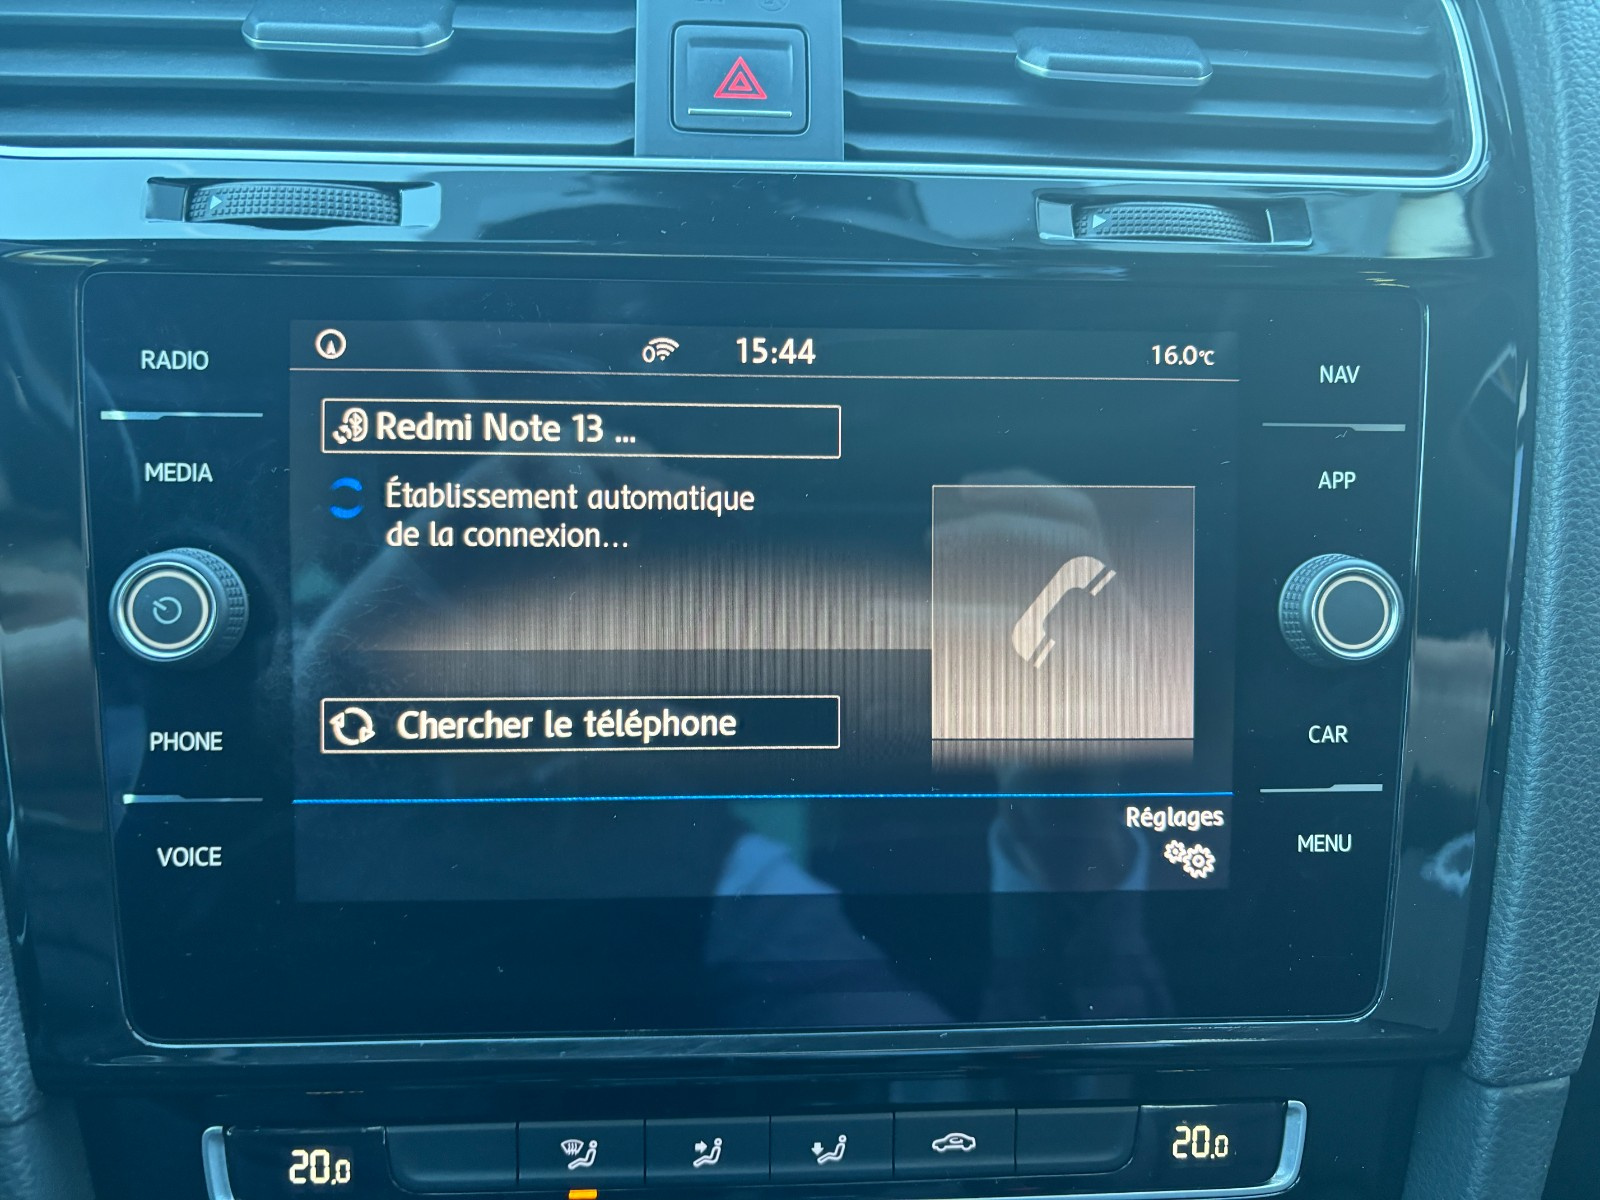 15:44
16.0°C
RADIO
MEDIA
PHONE
VOICE
Redmi Note 13 ...
Établissement automatique
de la connexion...
Chercher le téléphone
Réglages
NAV
APP
CAR
MENU
20.0
20.0